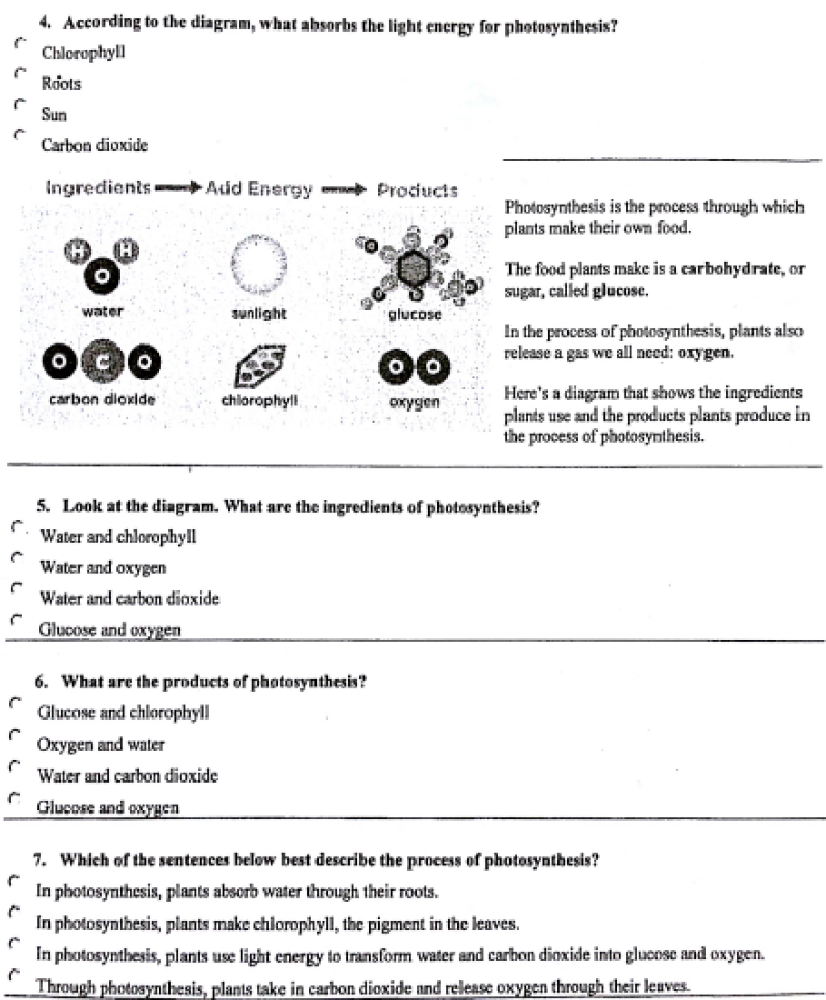 4. According to the diagram, what absorbs the light energy for photosynthesis?
Chlorophyll
Roots
Sun
Carbon dioxide
Ingredients Add Energy Products
H H
O
water
sunlight
glucose
O C O
O O
carbon dioxide
chlorophyll
oxygen
Photosynthesis is the process through which
plants make their own food.
The food plants make is a carbohydrate, or
sugar, called glucose.
In the process of photosynthesis, plants also
release a gas we all need: oxygen.
Here's a diagram that shows the ingredients
plants use and the products plants produce in
the process of photosynthesis.
5. Look at the diagram. What are the ingredients of photosynthesis?
Water and chlorophyll
Water and oxygen
Water and carbon dioxide
Glucose and oxygen
6. What are the products of photosynthesis?
Glucose and chlorophyll
Oxygen and water
Water and carbon dioxide
Glucose and oxygen
7. Which of the sentences below best describe the process of photosynthesis?
In photosynthesis, plants absorb water through their roots.
In photosynthesis, plants make chlorophyll, the pigment in the leaves.
In photosynthesis, plants use light energy to transform water and carbon dioxide into glucose and oxygen.
Through photosynthesis, plants take in carbon dioxide and release oxygen through their leaves.